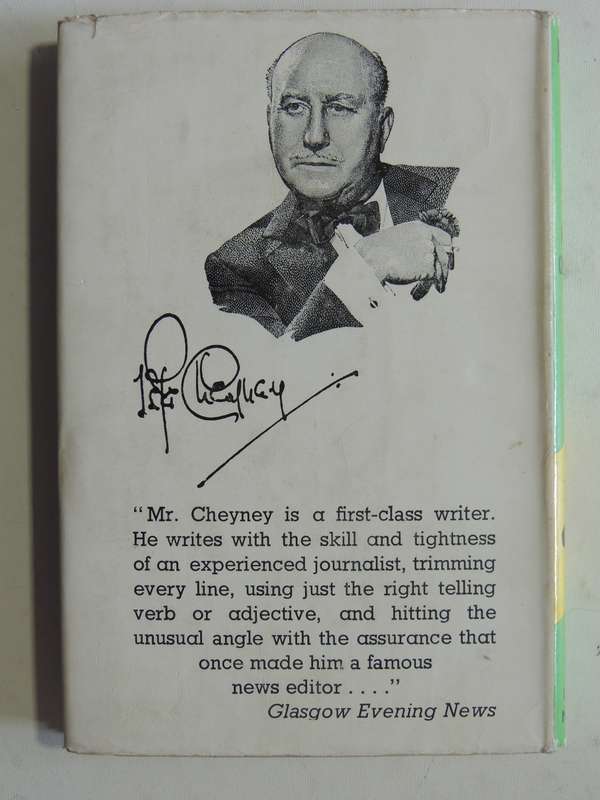 Peter Cheyney
"Mr. Cheyney is a first-class writer.
He writes with the skill and tightness
of an experienced journalist, trimming
every line, using just the right telling
verb or adjective, and hitting the
unusual angle with the assurance that
once made him a famous
news editor . . . ."
Glasgow Evening News